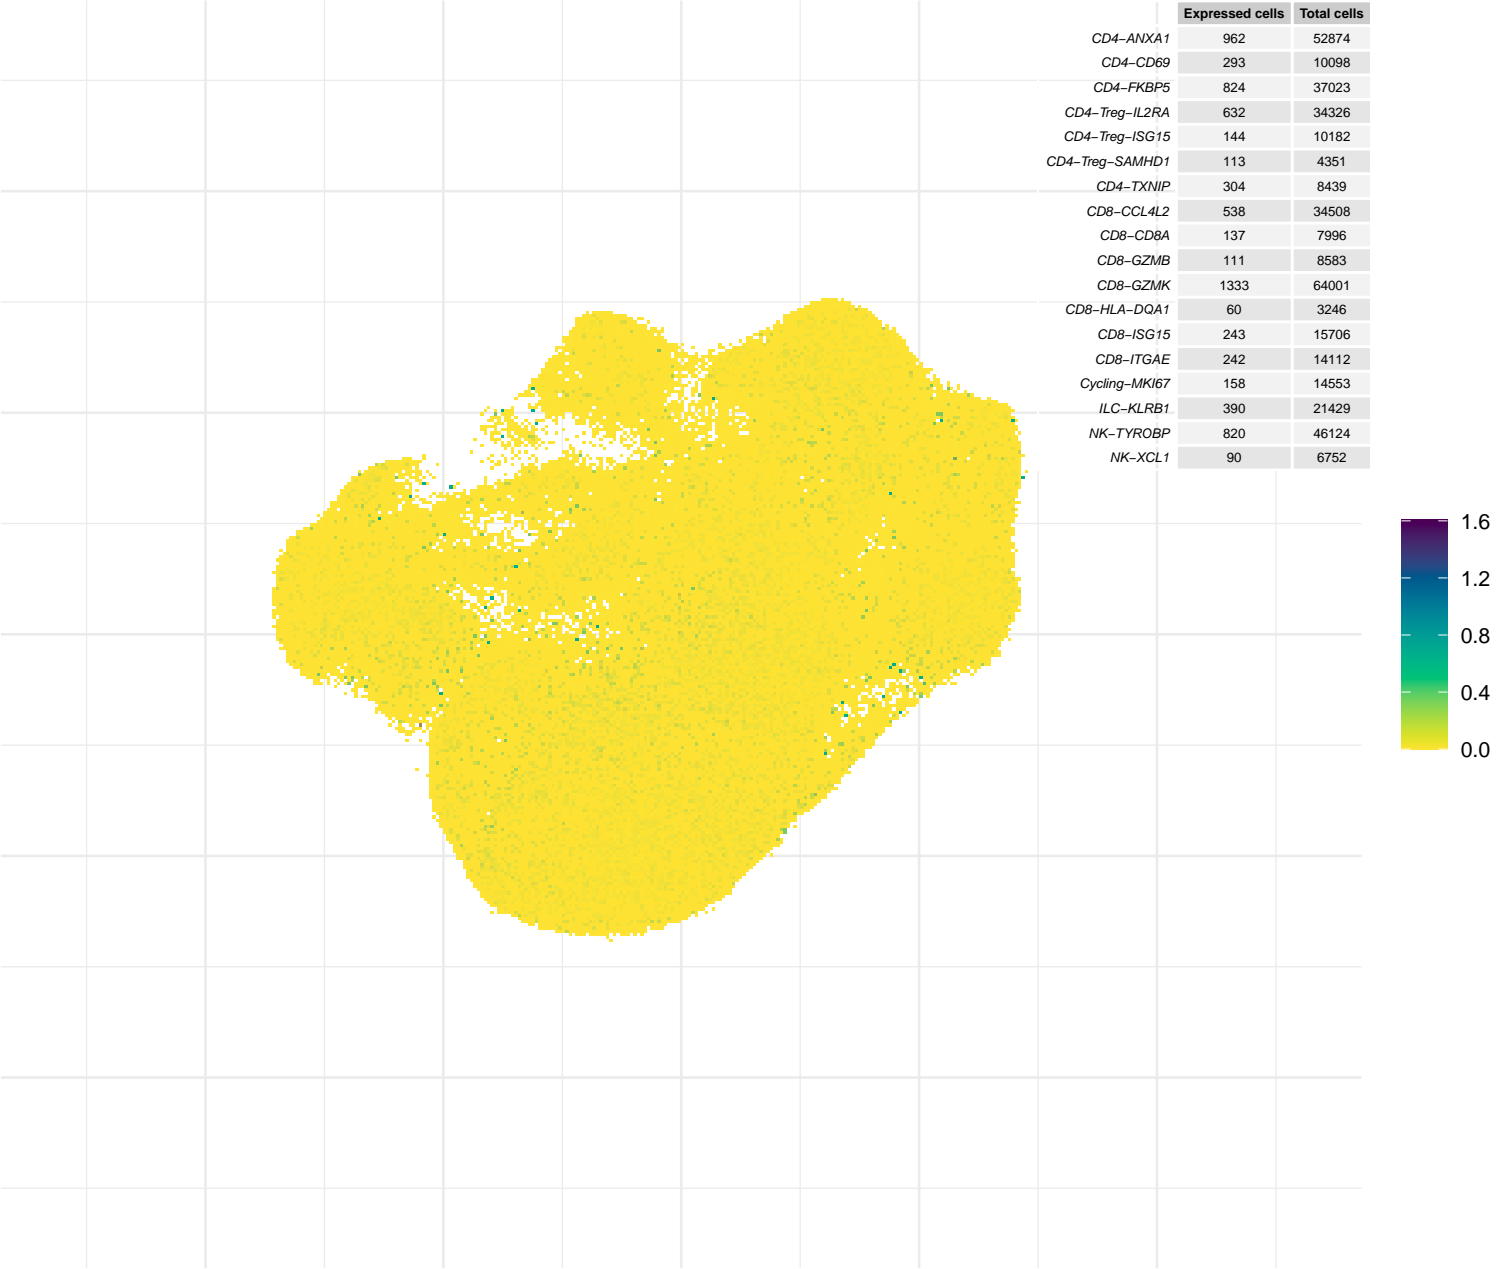 Expressed cells Total cells
CD4−ANXA1 962 52874
CD4−CD69 293 10098
CD4−FKBP5 824 37023
CD4−Treg−IL2RA 632 34326
CD4−Treg−ISG15 144 10182
CD4−Treg−SAMHD1 113 4351
CD4−TXNIP 304 8439
CD8−CCL4L2 538 34508
CD8−CD8A 137 7996
CD8−GZMB 111 8583
CD8−GZMK 1333 64001
CD8−HLA−DQA1 60 3246
CD8−ISG15 243 15706
CD8−ITGAE 242 14112
Cycling−MKI67 158 14553
ILC−KLRB1 390 21429
NK−TYROBP 820 46124
NK−XCL1 90 6752
1.6
1.2
0.8
0.4
0.0